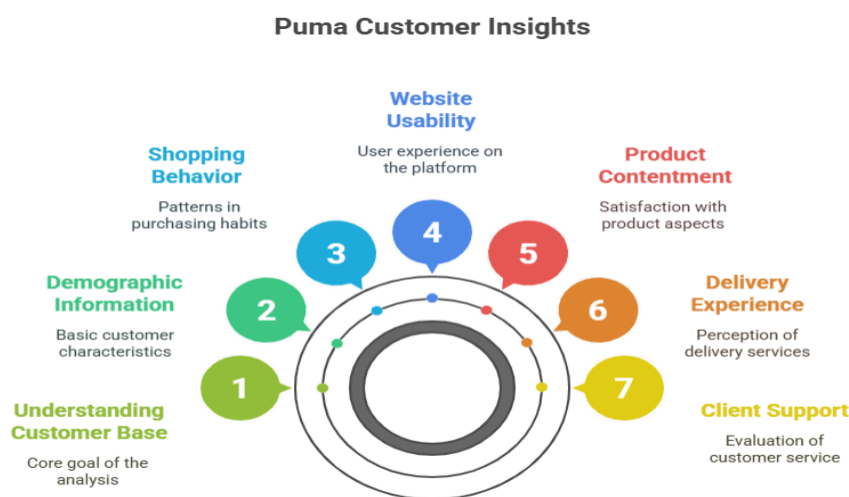 Puma Customer Insights
Website
Usability
User experience on
the platform
Shopping
Behavior
Patterns in
purchasing habits
Product
Contentment
Satisfaction with
product aspects
4
3
5
Demographic
Information
Basic customer
characteristics
2
6
Delivery
Experience
Perception of
delivery services
1
7
Understanding
Customer Base
Core goal of the
analysis
Client Support
Evaluation of
customer service